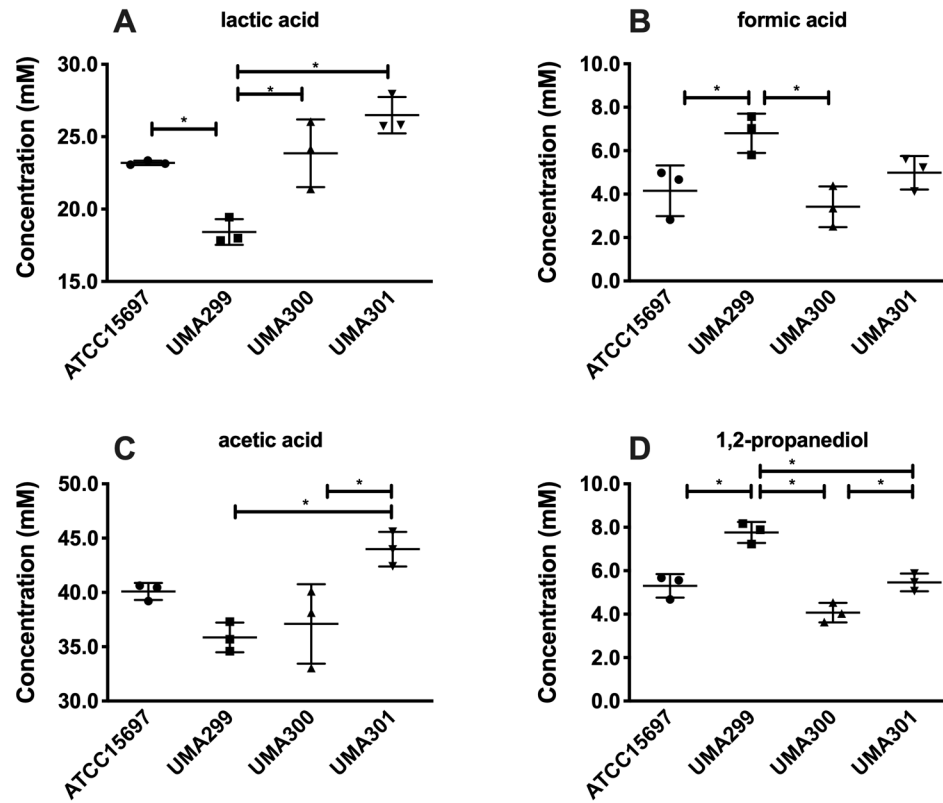 A lactic acid
Concentration (mM)
30.0
25.0
20.0
15.0
* * *
ATCC15697
UMA299
UMA300
UMA301
B formic acid
Concentration (mM)
10.0
8.0
6.0
4.0
2.0
0.0
* *
ATCC15697
UMA299
UMA300
UMA301
C acetic acid
Concentration (mM)
50.0
45.0
40.0
35.0
30.0
* *
ATCC15697
UMA299
UMA300
UMA301
D 1,2-propanediol
Concentration (mM)
10.0
8.0
6.0
4.0
2.0
0.0
* * * *
ATCC15697
UMA299
UMA300
UMA301